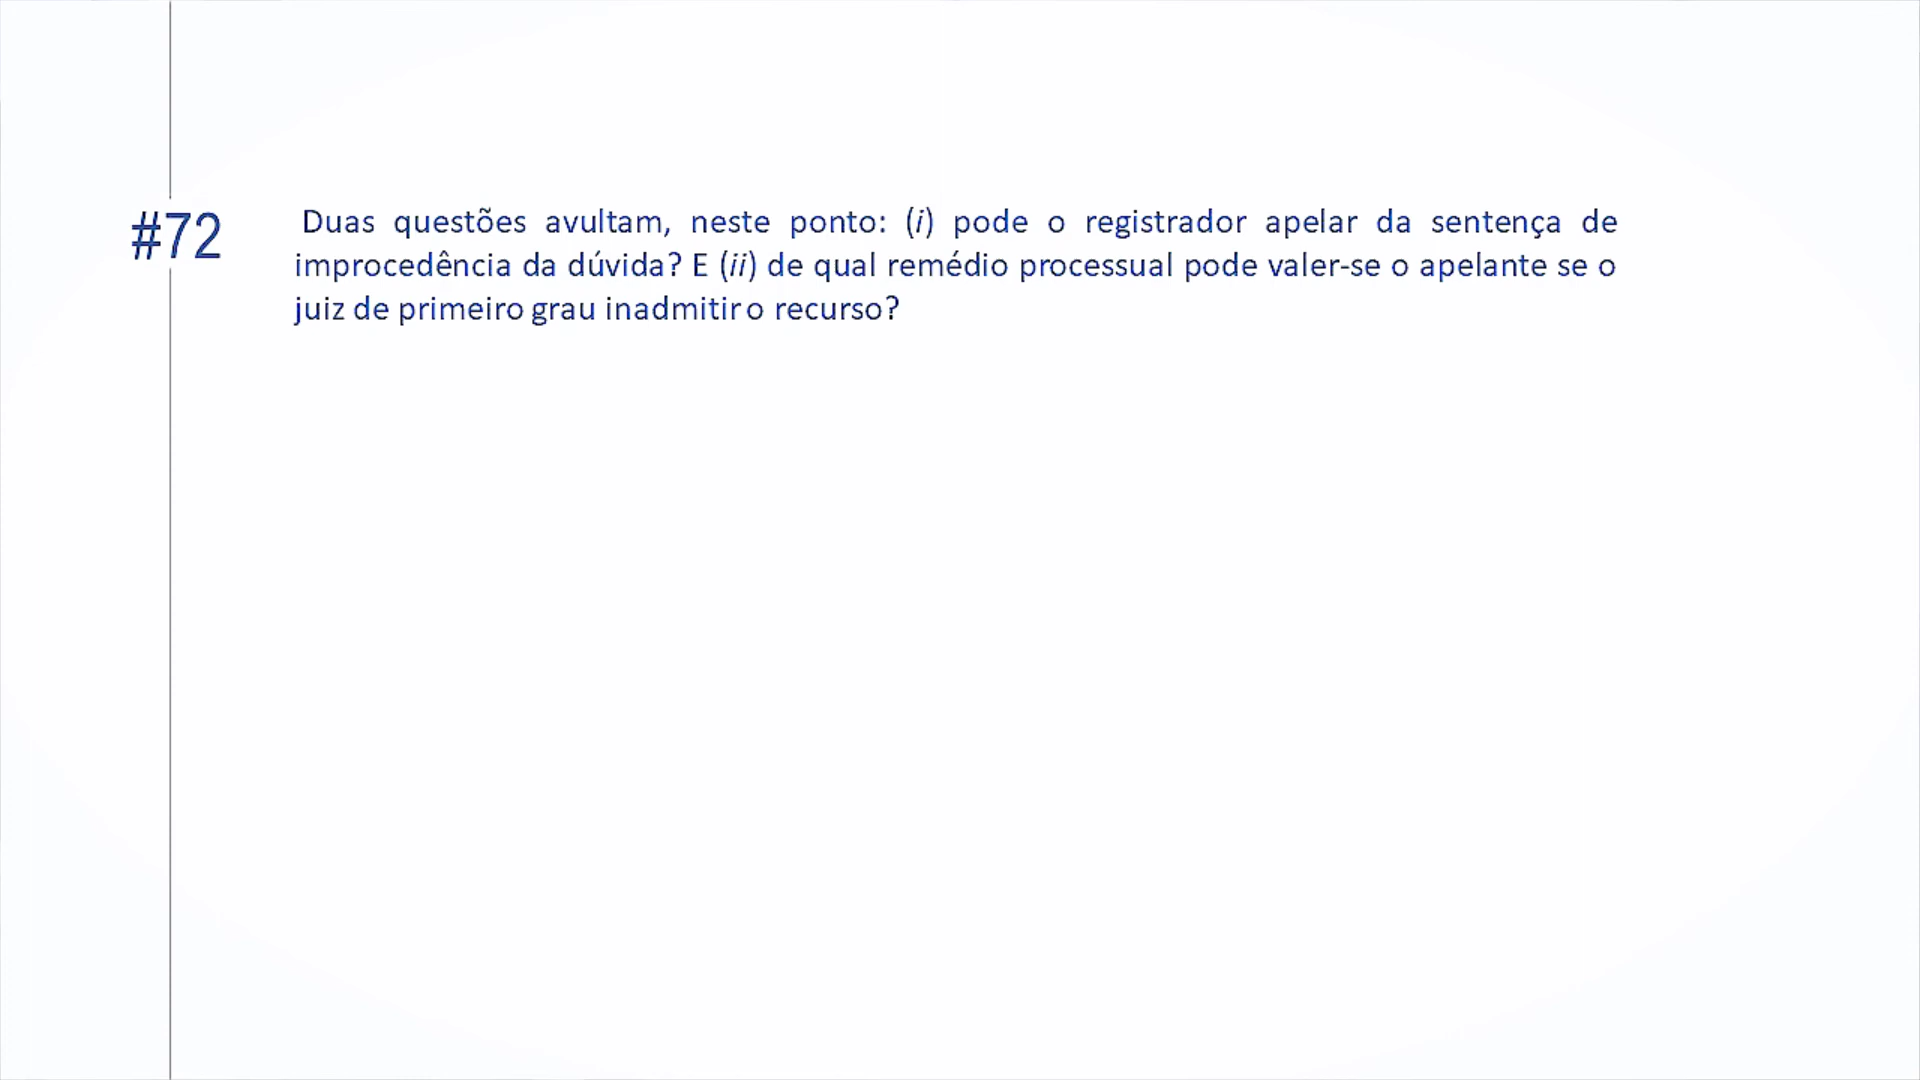 #72
Duas questões avultam, neste ponto: (i) pode o registrador apelar da sentença de
improcedência da dúvida? E (ii) de qual remédio processual pode valer-se o apelante se o
juiz de primeiro grau inadmitir o recurso?